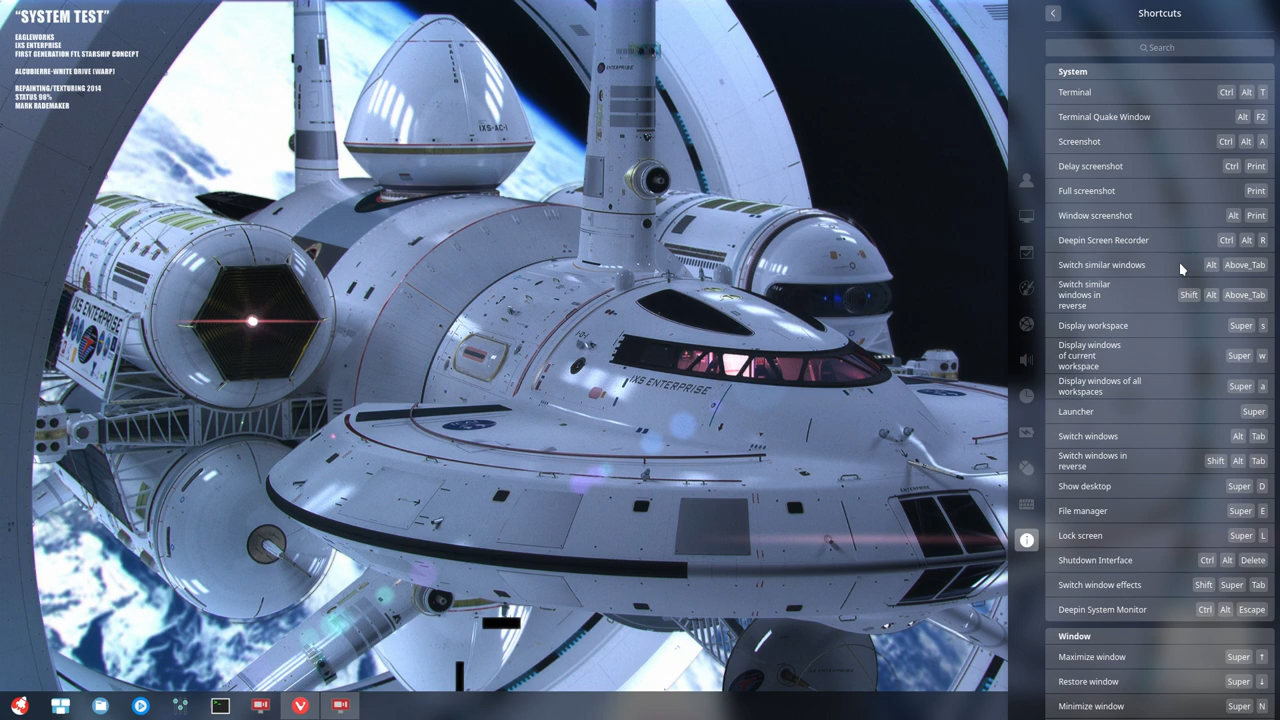 "SYSTEM TEST"
EAGLEWORKS
IXS ENTERPRISE
FIRST GENERATION FTL STARSHIP CONCEPT
ALCUBIERRE-WHITE DRIVE (WARP)
REPAINTING/TEXTURING 2014
STATUS 98%
MARK RADEMAKER
IXS-AC-1
ENTERPRISE
IXS ENTERPRISE
IXS ENTERPRISE
ENTERPRISE
Shortcuts
Search
System
Terminal Ctrl Alt T
Terminal Quake Window Alt F2
Screenshot Ctrl Alt A
Delay screenshot Ctrl Print
Full screenshot Print
Window screenshot Alt Print
Deepin Screen Recorder Ctrl Alt R
Switch similar windows Alt Above_Tab
Switch similar
windows in
reverse Shift Alt Above_Tab
Display workspace Super s
Display windows
of current
workspace Super w
Display windows of all
workspaces Super a
Launcher Super
Switch windows Alt Tab
Switch windows in
reverse Shift Alt Tab
Show desktop Super D
File manager Super E
Lock screen Super L
Shutdown Interface Ctrl Alt Delete
Switch window effects Shift Super Tab
Deepin System Monitor Ctrl Alt Escape
Window
Maximize window Super ↑
Restore window Super ↓
Minimize window Super N